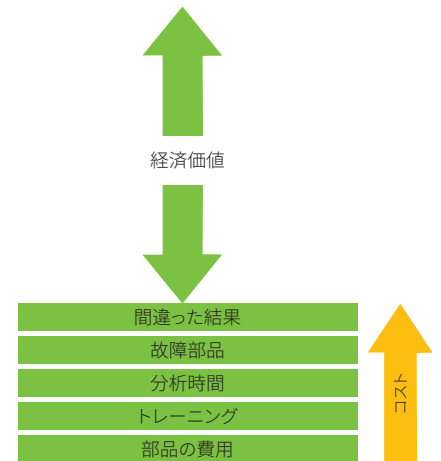 経済価値
間違った結果
故障部品
分析時間
トレーニング
部品の費用
コスト